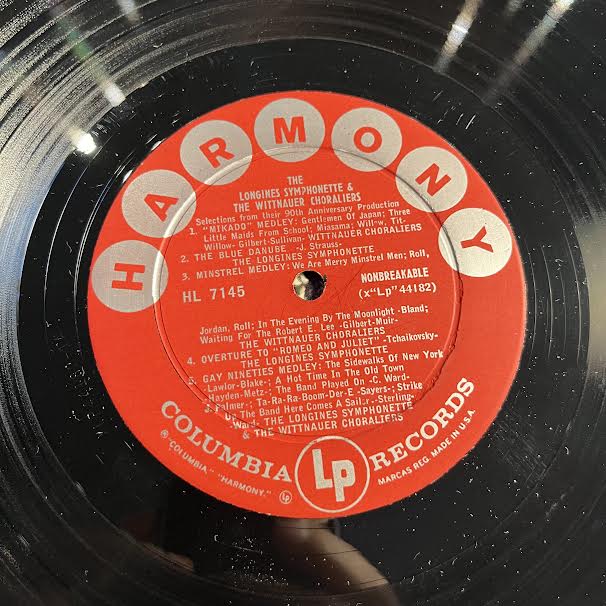 HARMONY
THE
LONGINES SYMPHONETTE &
THE WITTNAUER CHORALIERS
Selections from their 90th Anniversary Production
1. "MIKADO" MEDLEY: Gentlemen Of Japan; Three
Little Maids From School; Miasama; Willow, Tit-
Willow- Gilbert-Sullivan- WITTNAUER CHORALIERS
2. THE BLUE DANUBE -J. Strauss-
THE LONGINES SYMPHONETTE
3. MINSTREL MEDLEY: We Are Merry Minstrel Men; Roll,
HL 7145
NONBREAKABLE
(x"Lp" 44182)
Jordan, Roll; In The Evening By The Moonlight -Bland;
Waiting For The Robert E. Lee -Gilbert-Muir-
THE WITTNAUER CHORALIERS
4. OVERTURE TO "ROMEO AND JULIET" -Tchaikovsky-
THE LONGINES SYMPHONETTE
5. GAY NINETIES MEDLEY: The Sidewalks Of New York
-Lawlor-Blake-; A Hot Time In The Old Town
-Hayden-Metz-; The Band Played On -C. Ward-
Palmer-; Ta-Ra-Ra-Boom-Der-E -Sayers-; Strike
Up The Band Here Comes A Sailor -Sterling-
-Ward- THE LONGINES SYMPHONETTE
& THE WITTNAUER CHORALIERS
COLUMBIA Lp RECORDS
® "COLUMBIA," "HARMONY," Lp
MARCAS REG. MADE IN U.S.A.